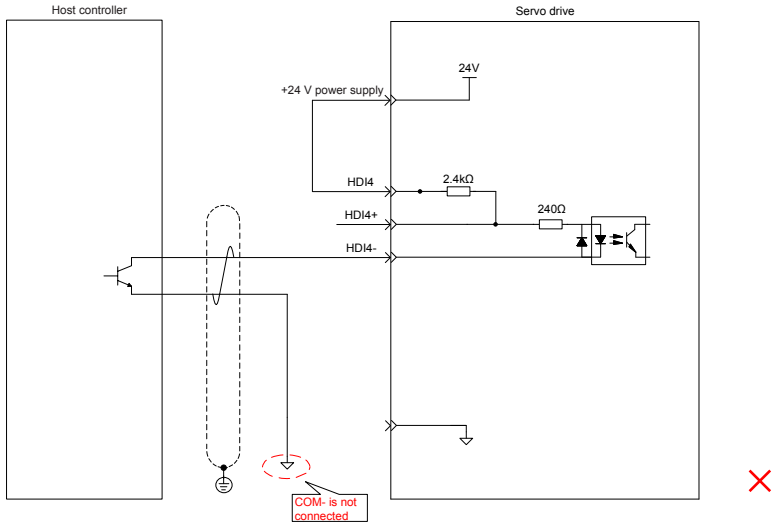 Host controller
Servo drive
24V
+24 V power supply
HDI4
2.4kΩ
HDI4+
240Ω
HDI4-
COM- is not
connected